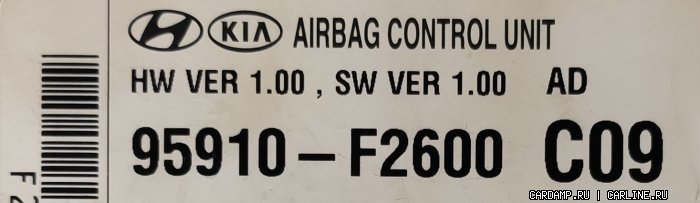 KIA AIRBAG CONTROL UNIT
HW VER 1.00 , SW VER 1.00 AD
95910-F2600 C09
CARDAMP.RU | CARLINE.RU